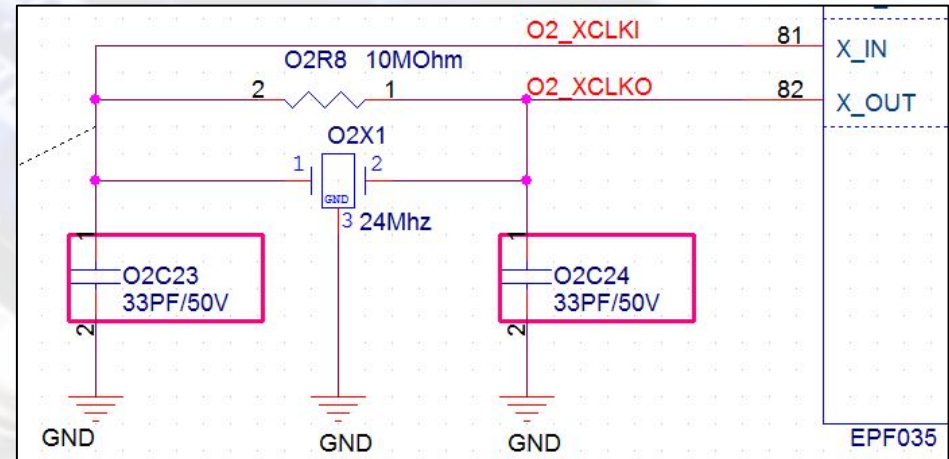 O2_XCLKI 81 X_IN
O2R8 10MOhm
2 1 O2_XCLKO 82 X_OUT
O2X1
1 2
GND
3 24Mhz
1 1
O2C23 O2C24
33PF/50V 33PF/50V
2 2
GND GND GND EPF035